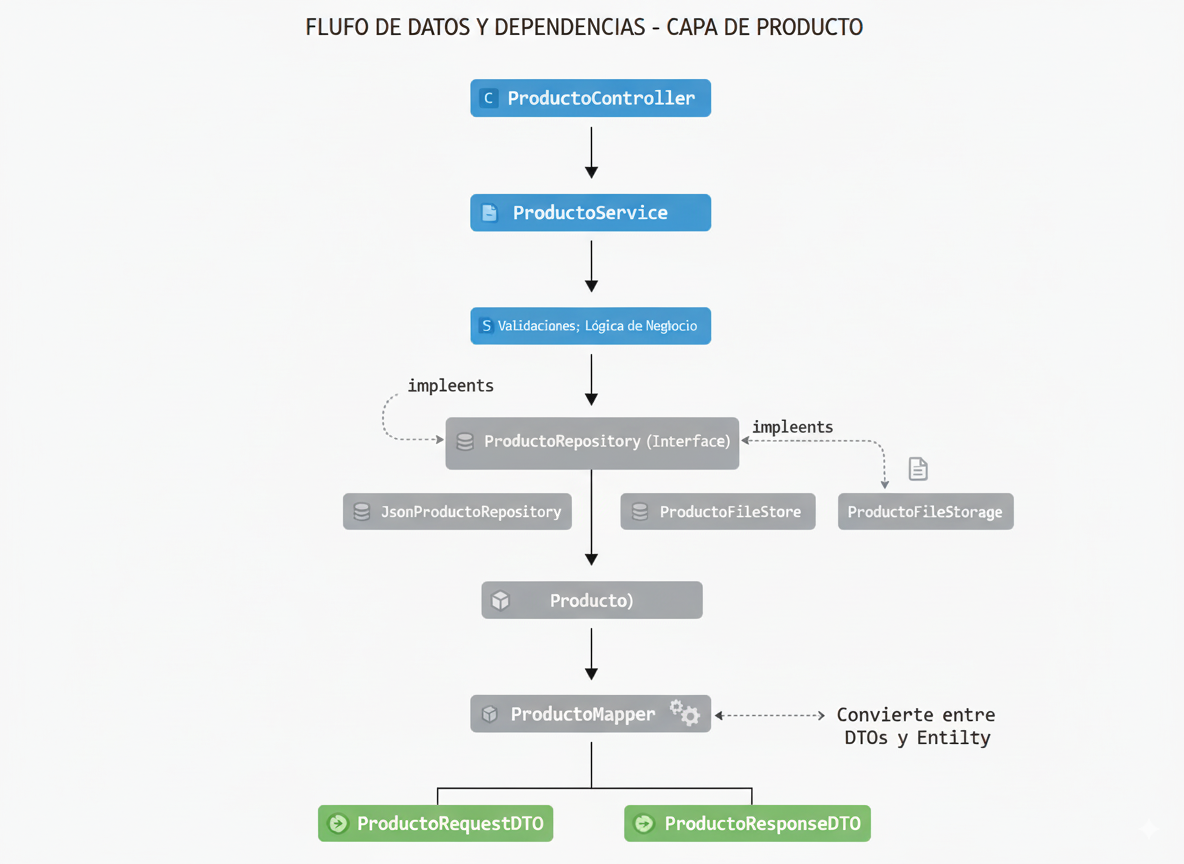 FLUFO DE DATOS Y DEPENDENCIAS - CAPA DE PRODUCTO
C ProductoController
ProductoService
S Validaciones; Lógica de Negłocio
impleents
impleents
ProductoRepository (Interface)
JsonProductoRepository
ProductoFileStore
ProductoFileStorage
Producto)
ProductoMapper
Convierte entre
DTOs y Entilty
ProductoRequestDTO
ProductoResponseDTO